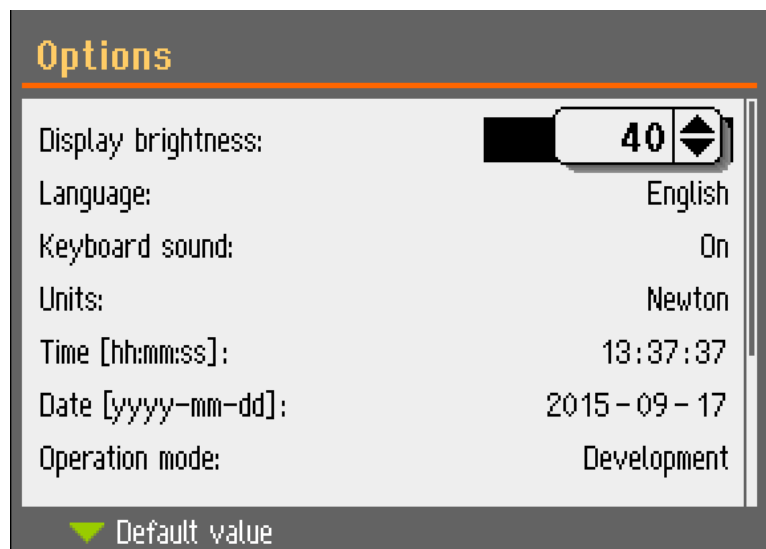 Options
Display brightness: 40
Language: English
Keyboard sound: On
Units: Newton
Time [hh:mm:ss]: 13:37:37
Date [yyyy-mm-dd]: 2015-09-17
Operation mode: Development
Default value